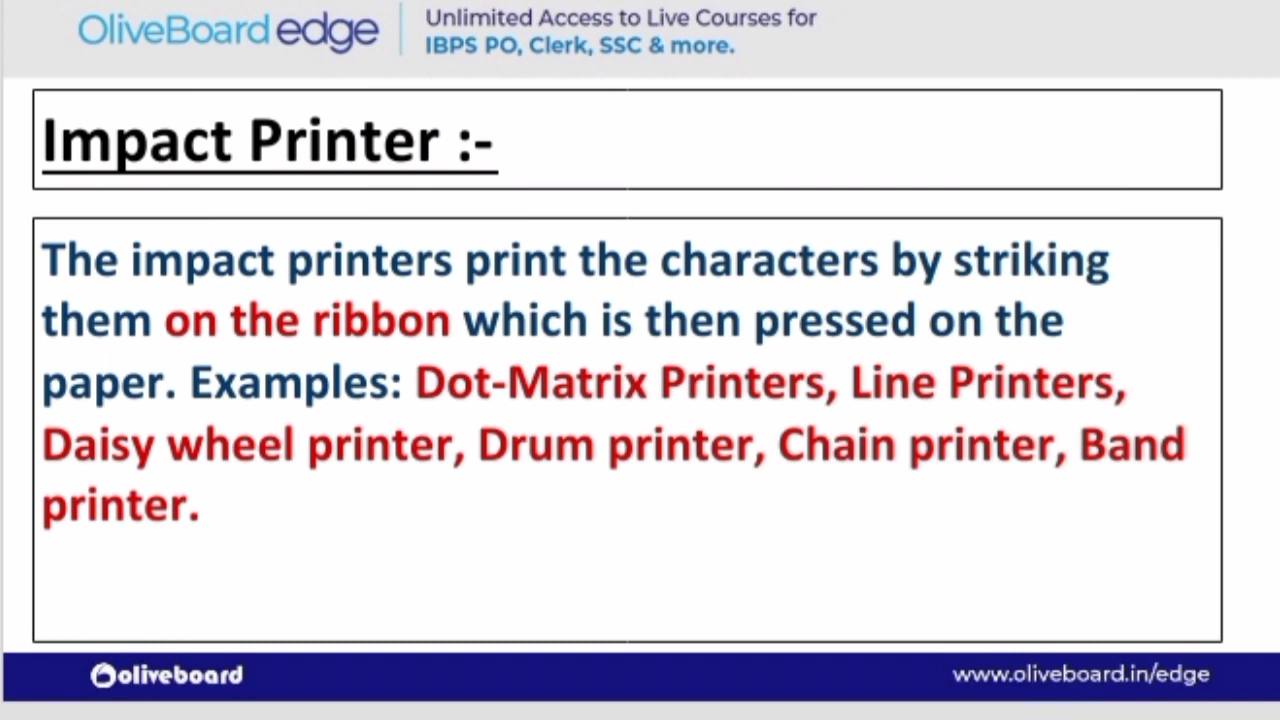 OliveBoard edge
Unlimited Access to Live Courses for
IBPS PO, Clerk, SSC & more.
Impact Printer :-
The impact printers print the characters by striking
them on the ribbon which is then pressed on the
paper. Examples: Dot-Matrix Printers, Line Printers,
Daisy wheel printer, Drum printer, Chain printer, Band
printer.
oliveboard
www.oliveboard.in/edge